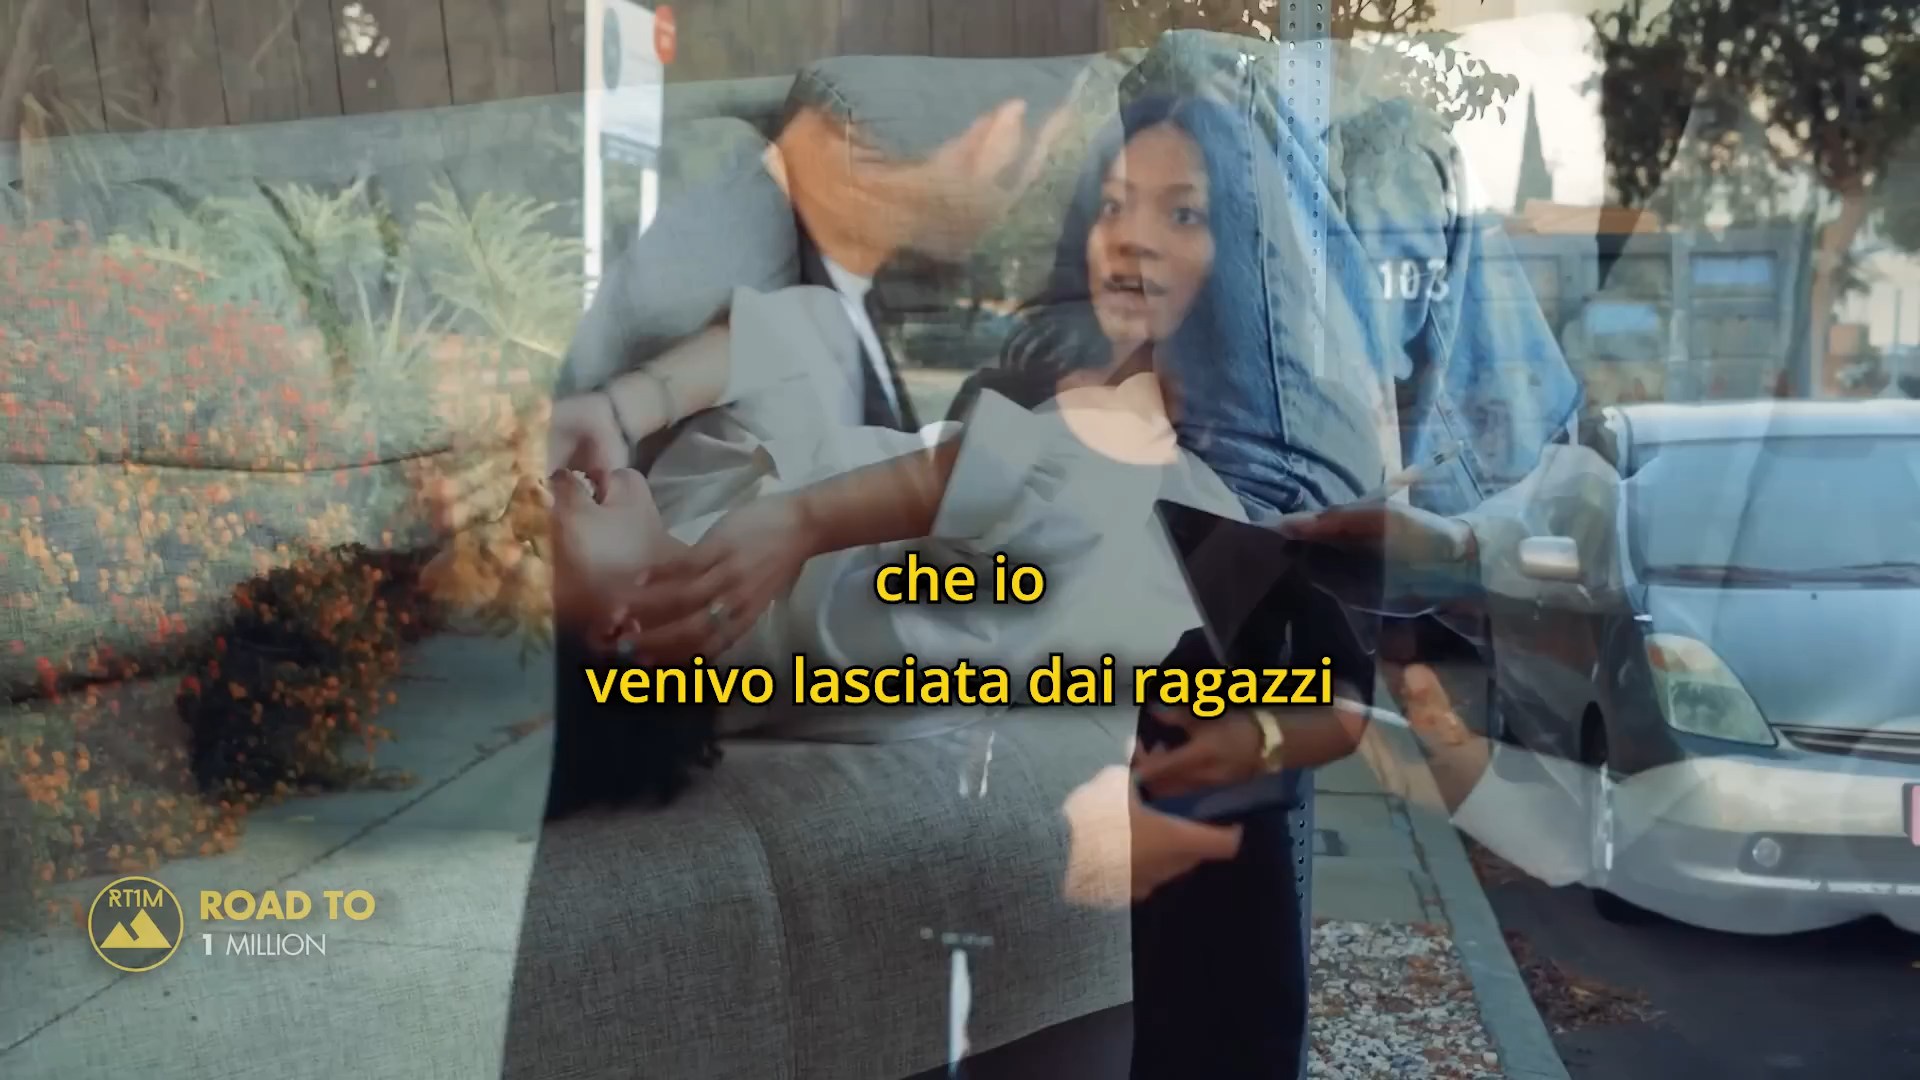 103
che io
venivo lasciata dai ragazzi
RT1M
ROAD TO
1 MILLION